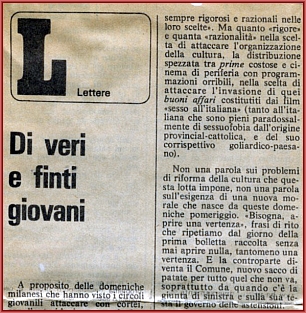 L
Lettere
Di veri
e finti
giovani
A proposito delle domeniche
milanesi che hanno visto i circoli
giovanili attaccare con cortei,
sempre rigorosi e razionali nelle
loro scelte». Ma quanto «rigore»
e quanta «razionalità» nella scel-
ta di attaccare l'organizzazione
della cultura, la distribuzione
spezzata tra prime costose e ci-
nema di periferia con program-
mazioni orribili, nella scelta di
attaccare l'invasione di quei
buoni affari costituiti dai film
«sesso all'italiana» (tanto all'ita-
liana che sono pieni paradossal-
mente di sessuofobia dall'origine
provincial-cattolica, e del suo
corrispettivo goliardico-paesa-
no).
Non una parola sui problemi
di riforma della cultura che que-
sta lotta impone, non una parola
sull'esigenza di una nuova mo-
rale che nasce da queste dome-
niche pomeriggio. «Bisogna, a-
prire una vertenza», frasi di rito
che ripetiamo dal giorno della
prima bolletta raccolta senza
mai aprire nulla, tantomeno una
vertenza. E la controparte di-
venta il Comune, nuovo sacco di
patate per tutto quel che non va,
soprattutto da quando c'è la
giunta di sinistra e sulla sua te-
sta il governo delle astensioni.